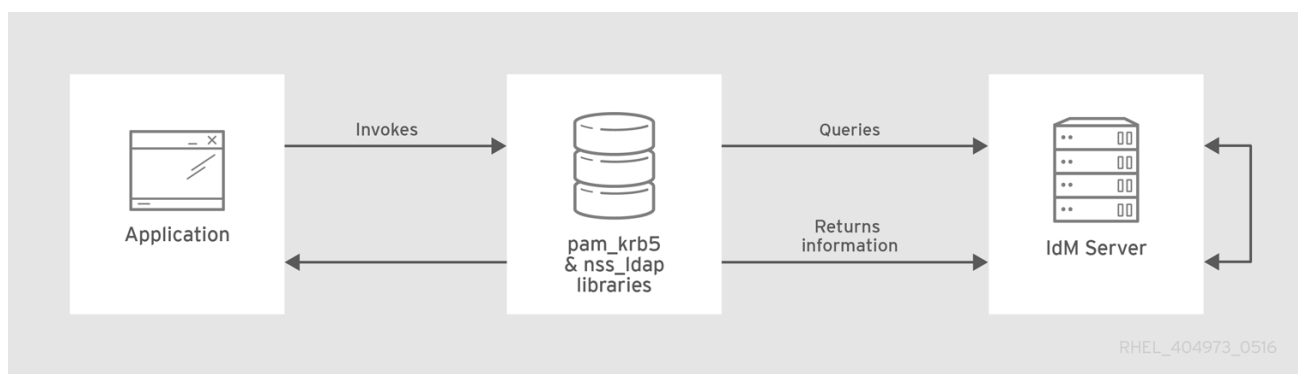 Invokes
Queries
Application
pam_krb5
& nss_ldap
libraries
Returns
information
IdM Server
RHEL_404973_0516